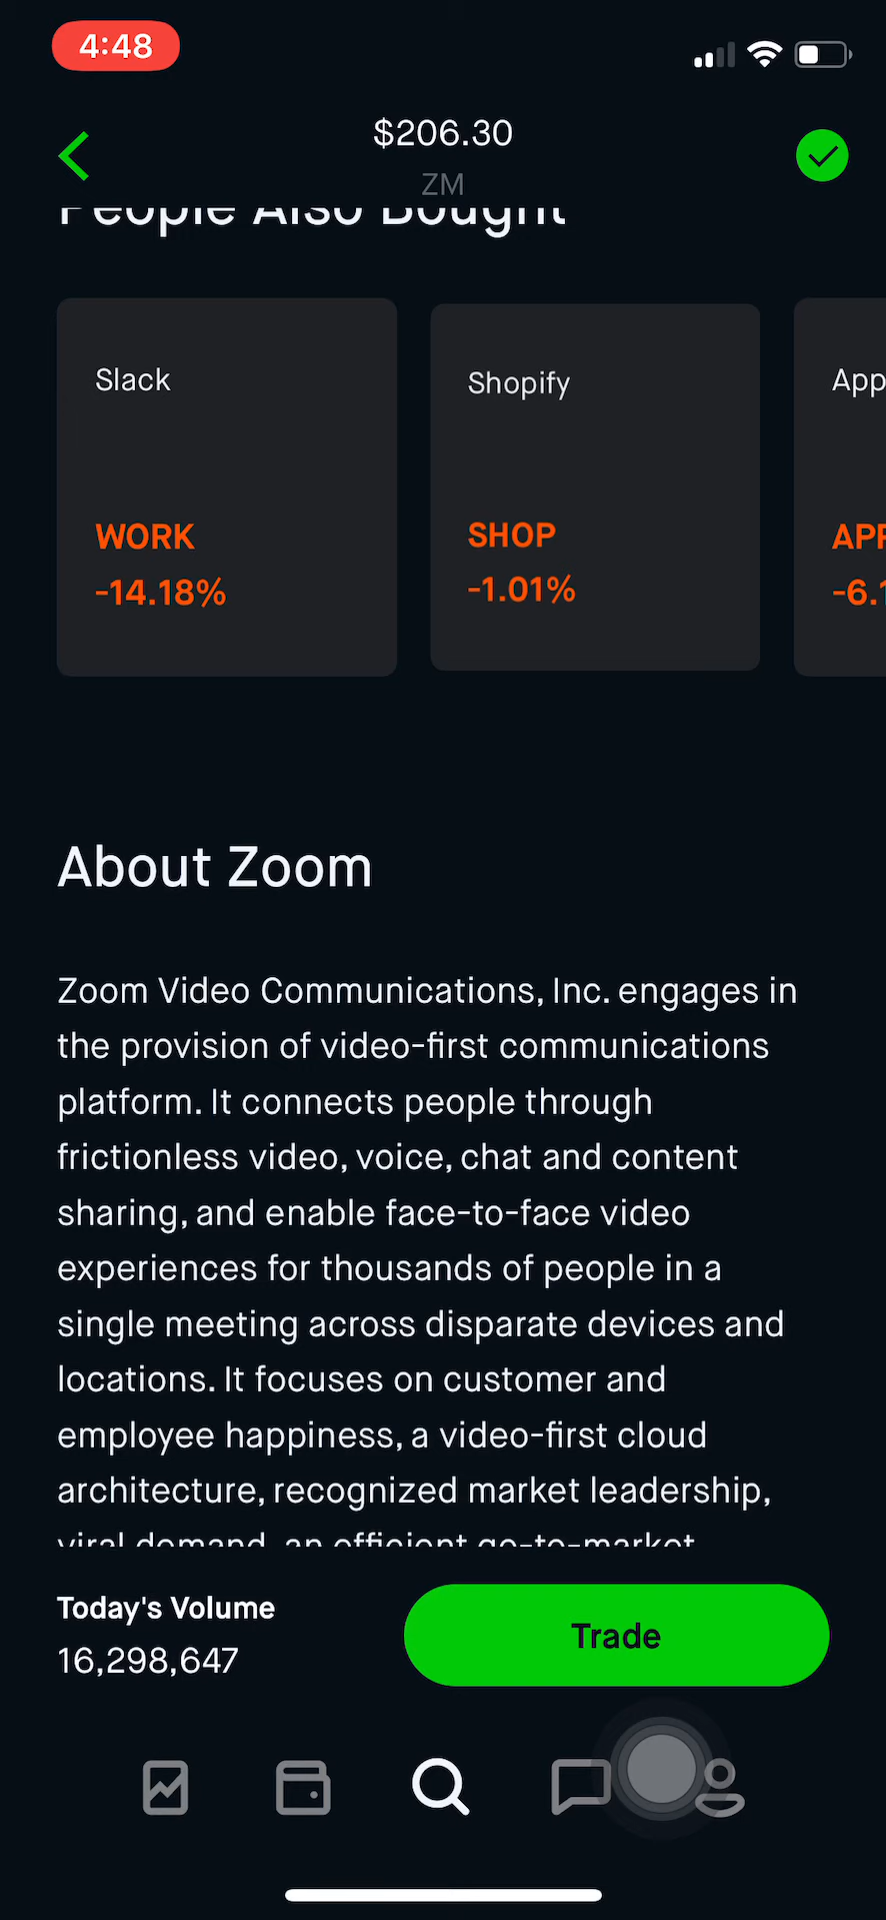 4:48
$206.30
ZM
People Also Bought
Slack
WORK
-14.18%
Shopify
SHOP
-1.01%
App
APP
-6.1
About Zoom
Zoom Video Communications, Inc. engages in
the provision of video-first communications
platform. It connects people through
frictionless video, voice, chat and content
sharing, and enable face-to-face video
experiences for thousands of people in a
single meeting across disparate devices and
locations. It focuses on customer and
employee happiness, a video-first cloud
architecture, recognized market leadership,
viral demand, an efficient go-to-market
Today's Volume
16,298,647
Trade